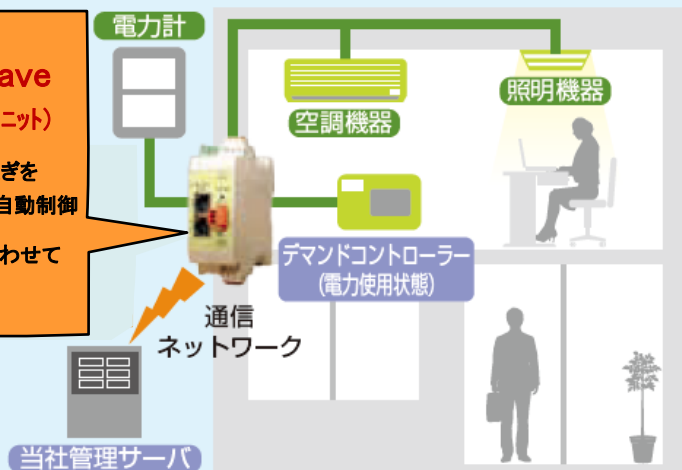 電力計
ave
ニット)
ぎを
自動制御
わせて
空調機器
照明機器
デマンドコントローラー
(電力使用状態)
通信
ネットワーク
当社管理サーバ